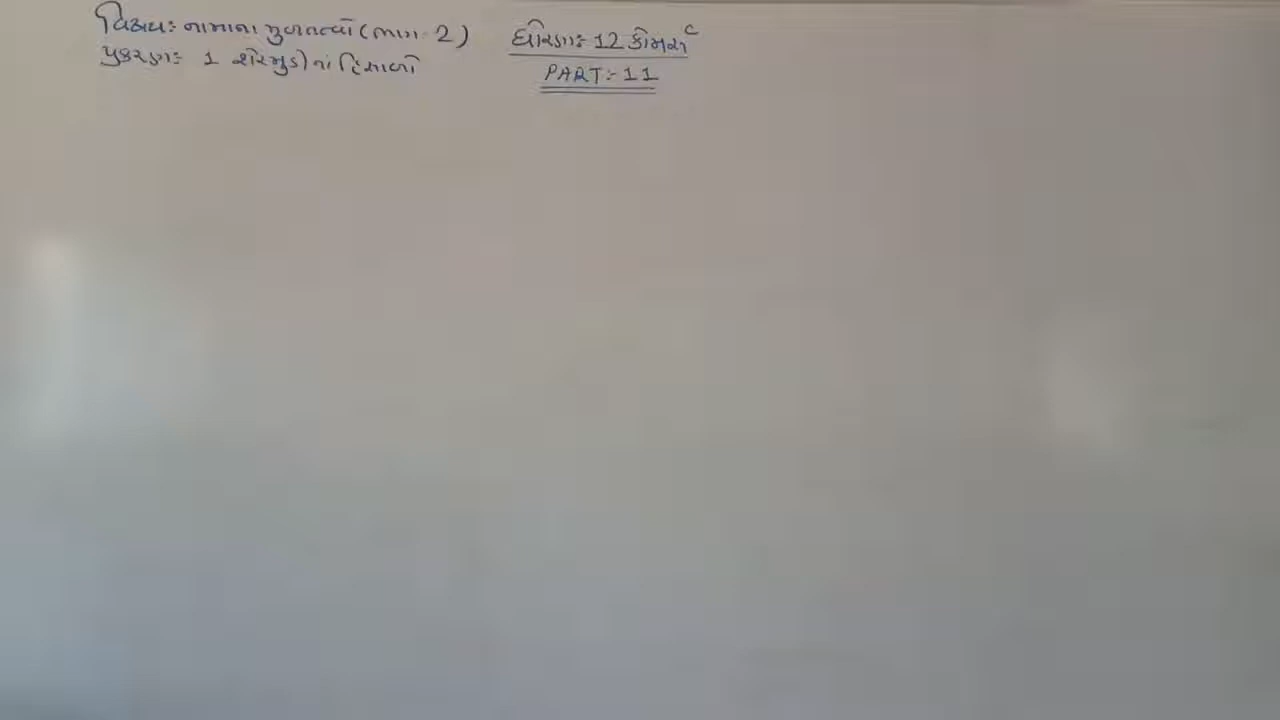 વિષય: નામાના મુળતત્વો (ભાગ - 2)
પ્રકરણ: 1 શેરમુડીનાં હિસાબો
ધોરણ: 12 કોમર્સ
PART:- 11